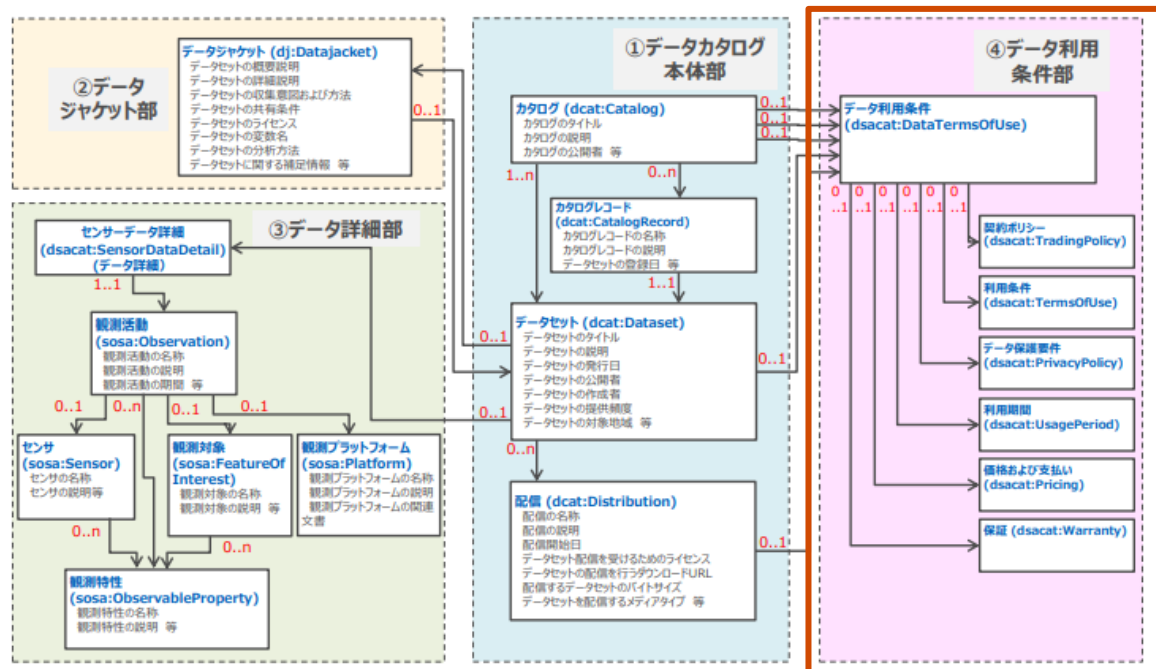 ②データ
ジャケット部
データジャケット (dj:Datajacket)
データセットの概要説明
データセットの詳細説明
データセットの収集意図および方法
データセットの共有条件
データセットのライセンス
データセットの変数名
データセットの分析方法
データセットに関する補足情報 等
0..1
①データカタログ
本体部
カタログ (dcat:Catalog)
カタログのタイトル
カタログの説明
カタログの公開者 等
0..1
0..1
0..1
1..n
0..n
カタログレコード
(dcat:CatalogRecord)
カタログレコードの名称
カタログレコードの説明
データセットの登録日 等
1..1
データセット (dcat:Dataset)
データセットのタイトル
データセットの説明
データセットの発行日
データセットの公開者
データセットの作成者
データセットの提供頻度
データセットの対象地域 等
0..1
0..1
0..1
0..n
配信 (dcat:Distribution)
配信の名称
配信の説明
配信開始日
データセット配信を受けるためのライセンス
データセットの配信を行うダウンロードURL
配信するデータセットのバイトサイズ
データセットを配信するメディアタイプ 等
0..1
③データ詳細部
センサーデータ詳細
(dsacat:SensorDataDetail)
(データ詳細)
1..1
観測活動
(sosa:Observation)
観測活動の名称
観測活動の説明
観測活動の期間 等
0..1
0..n
0..1
0..1
センサ
(sosa:Sensor)
センサの名称
センサの説明等
観測対象
(sosa:FeatureOf
Interest)
観測対象の名称
観測対象の説明 等
観測プラットフォーム
(sosa:Platform)
観測プラットフォームの名称
観測プラットフォームの説明
観測プラットフォームの関連
文書
0..n
0..n
観測特性
(sosa:ObservableProperty)
観測特性の名称
観測特性の説明 等
④データ利用
条件部
データ利用条件
(dsacat:DataTermsOfUse)
0 0 0 0 0 0
..1 ..1 ..1 ..1 ..1 ..1
契約ポリシー
(dsacat:TradingPolicy)
利用条件
(dsacat:TermsOfUse)
データ保護要件
(dsacat:PrivacyPolicy)
利用期間
(dsacat:UsagePeriod)
価格および支払い
(dsacat:Pricing)
保証 (dsacat:Warranty)